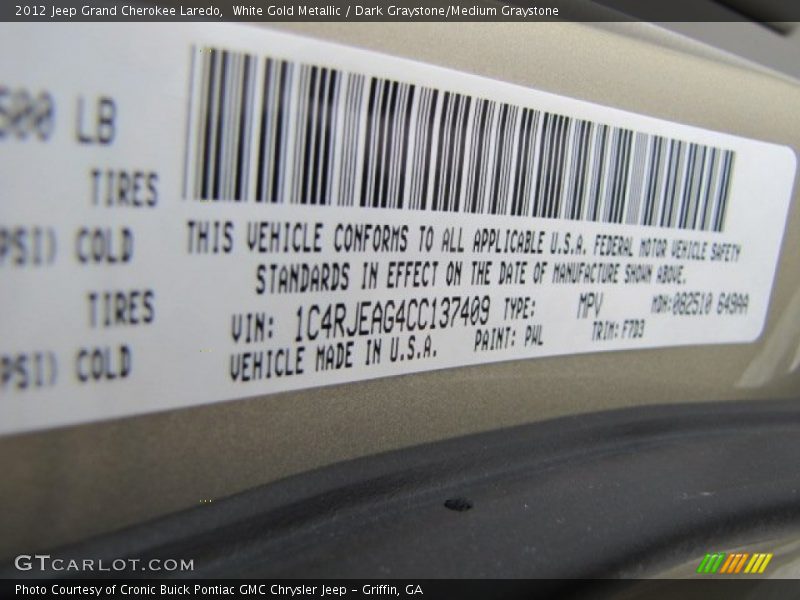 2012 Jeep Grand Cherokee Laredo,  White Gold Metallic / Dark Graystone/Medium Graystone
500 LB
TIRES
PSI) COLD
TIRES
PSI) COLD
THIS VEHICLE CONFORMS TO ALL APPLICABLE U.S.A. FEDERAL MOTOR VEHICLE SAFETY
STANDARDS IN EFFECT ON THE DATE OF MANUFACTURE SHOWN ABOVE.
VIN: 1C4RJEAG4CC137409 TYPE: MPV MDH:082510 649AA
VEHICLE MADE IN U.S.A. PAINT: PWL TRIM: F7D3
GTCARLOT.COM
Photo Courtesy of Cronic Buick Pontiac GMC Chrysler Jeep – Griffin, GA